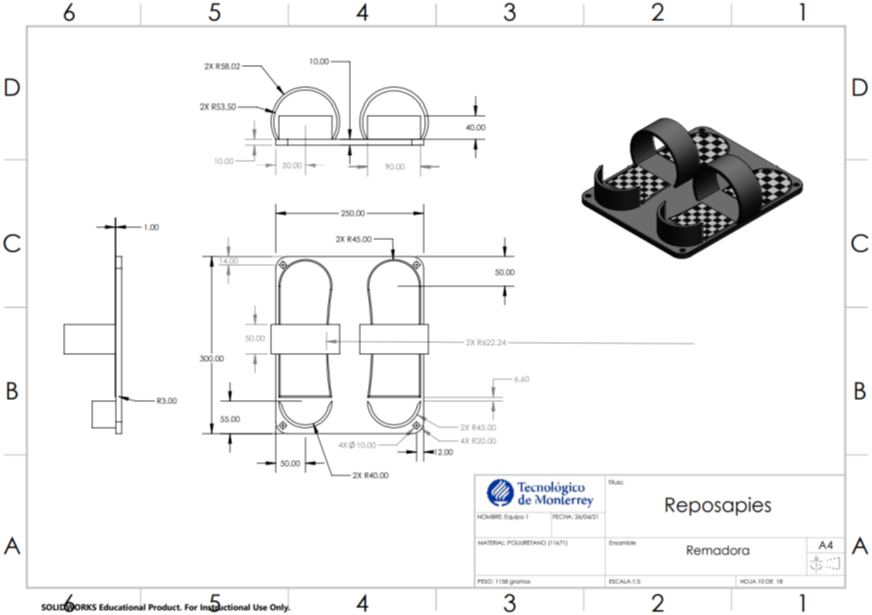 6 5 4 3 2 1
D D
C C
B B
A A
2X R58.02
10.00
2X R53.50
40.00
10.00
50.00
90.00
1.00
250.00
2X R45.00
14.00
50.00
50.00
2X R622.24
300.00
6.60
R3.00
55.00
2X R45.00
4X Ø 10.00
4X R20.00
12.00
50.00
2X R40.00
Tecnológico
de Monterrey
Título:
Reposapies
NOMBRE: Equipo 1
FECHA: 26/04/21
MATERIAL: POLIURETANO (11671)
Ensamble
Remadora
A4
PESO: 1158 gramos
ESCALA:1:5
HOJA 10 DE 18
SOLIDWORKS Educational Product. For Instructional Use Only.
6 5 4 3 2 1